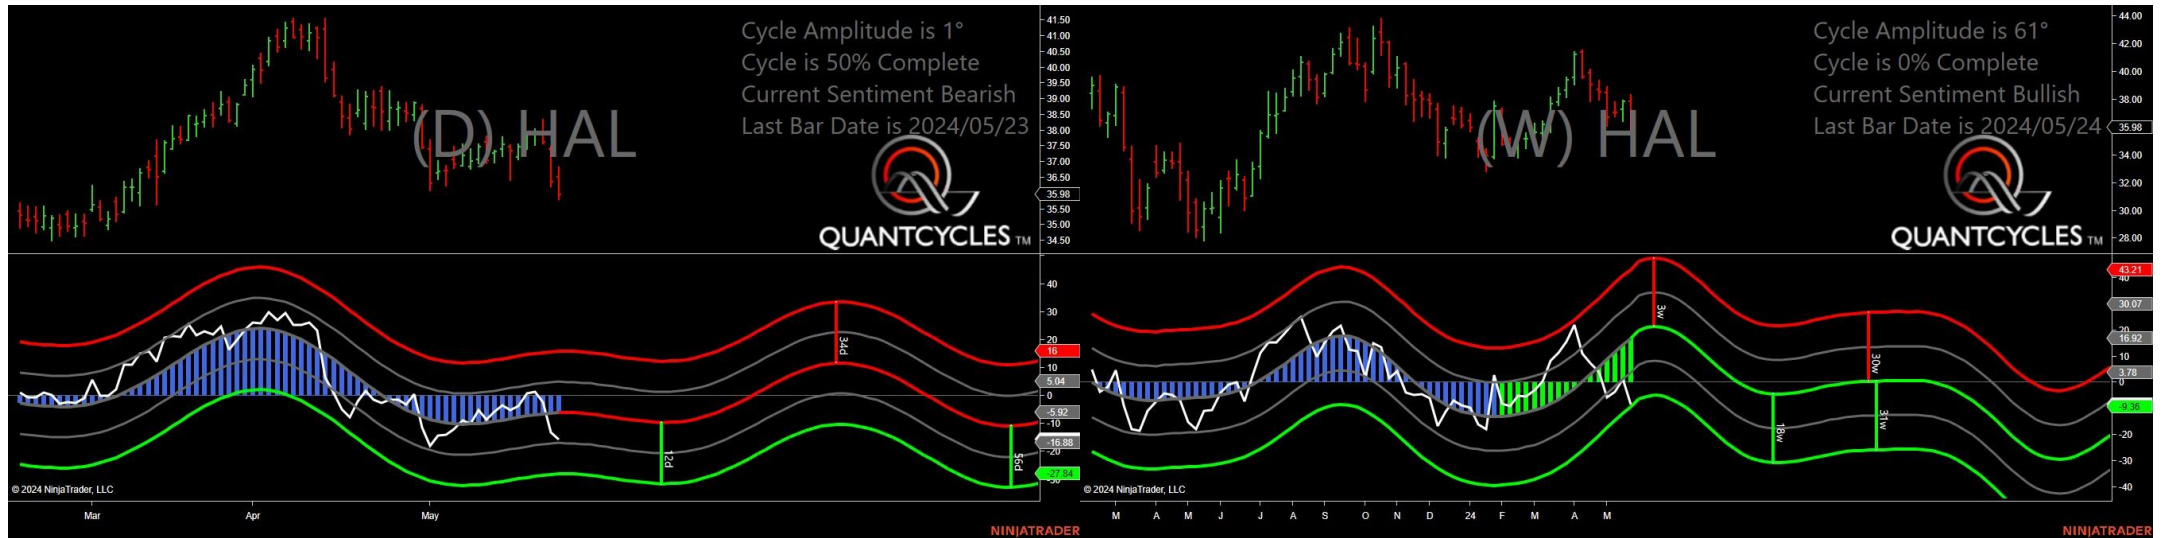 Cycle Amplitude is 1°
Cycle is 50% Complete
Current Sentiment Bearish
Last Bar Date is 2024/05/23
(D) HAL
QUANTCYCLES TM
41.50
41.00
40.50
40.00
39.50
39.00
38.50
38.00
37.50
37.00
36.50
35.98
35.50
35.00
34.50
40
30
20
16
10
5.04
0
-5.92
-10
-16.88
-20
-27.84
34d
12d
56d
© 2024 NinjaTrader, LLC
Mar Apr May
NINJATRADER
Cycle Amplitude is 61°
Cycle is 0% Complete
Current Sentiment Bullish
Last Bar Date is 2024/05/24
(W) HAL
QUANTCYCLES TM
44.00
42.00
40.00
38.00
35.98
34.00
32.00
30.00
28.00
43.21
40
30.07
20
16.92
10
3.78
0
-9.36
-20
-30
-40
3w
30w
18w
31w
© 2024 NinjaTrader, LLC
M A M J J A S O N D 24 F M A M
NINJATRADER